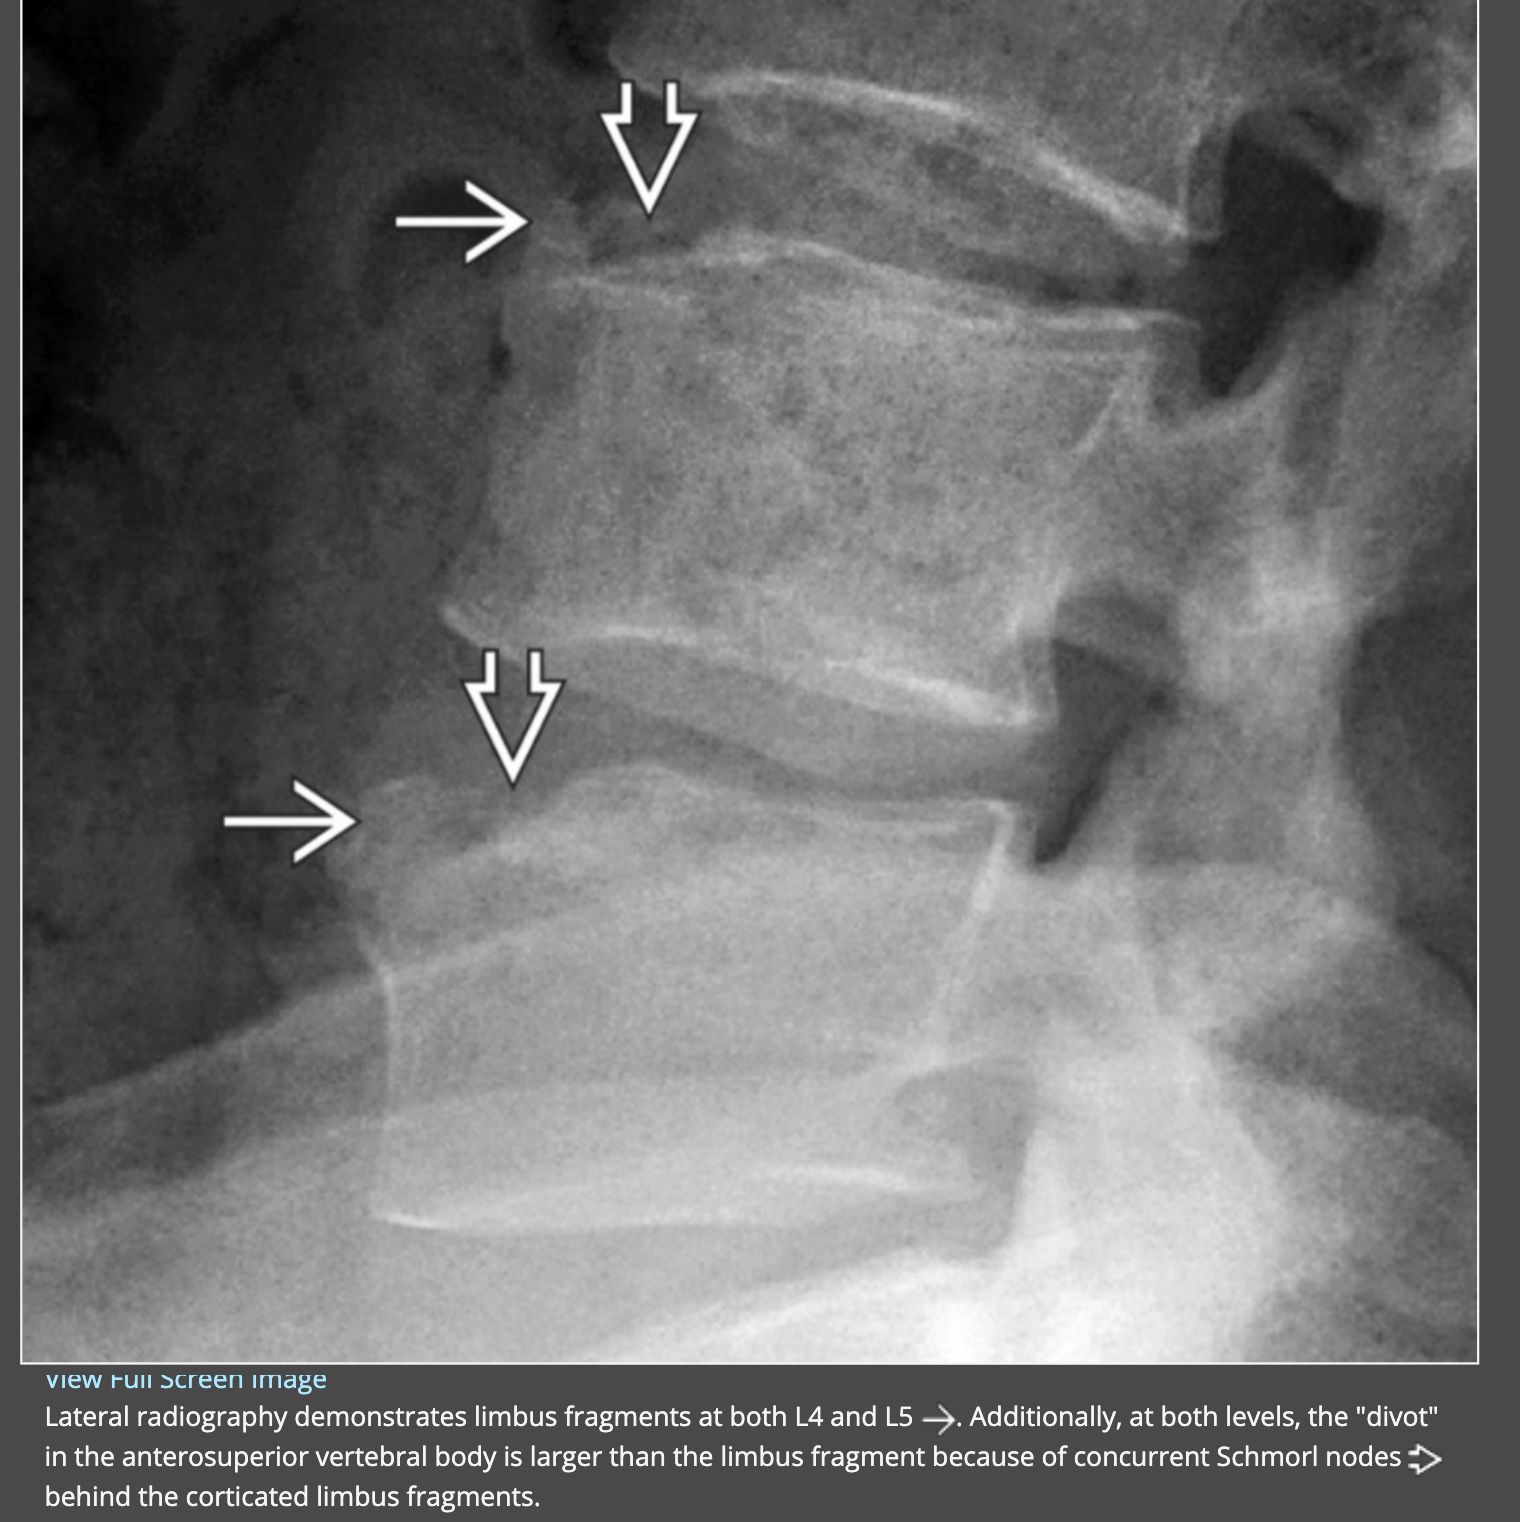 View Full Screen Image
Lateral radiography demonstrates limbus fragments at both L4 and L5 . Additionally, at both levels, the "divot"
in the anterosuperior vertebral body is larger than the limbus fragment because of concurrent Schmorl nodes
behind the corticated limbus fragments.